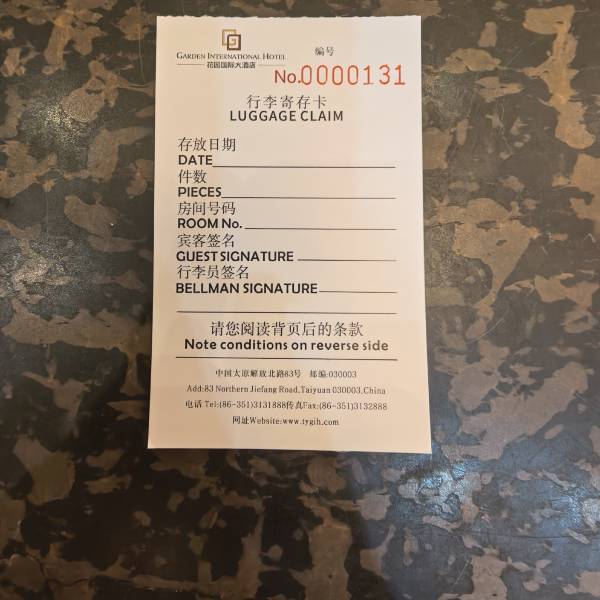 GARDEN INTERNATIONAL HOTEL
花园国际大酒店
编号
No.0000131
行李寄存卡
LUGGAGE CLAIM
存放日期
DATE
件数
PIECES
房间号码
ROOM No.
宾客签名
GUEST SIGNATURE
行李员签名
BELLMAN SIGNATURE
请您阅读背页后的条款
Note conditions on reverse side
中国太原解放北路83号 邮编:030003
Add:83 Northern Jiefang Road,Taiyuan 030003,China
电话 Tel:(86-351)3131888传真Fax:(86-351)3132888
网址Website:www.tygih.com